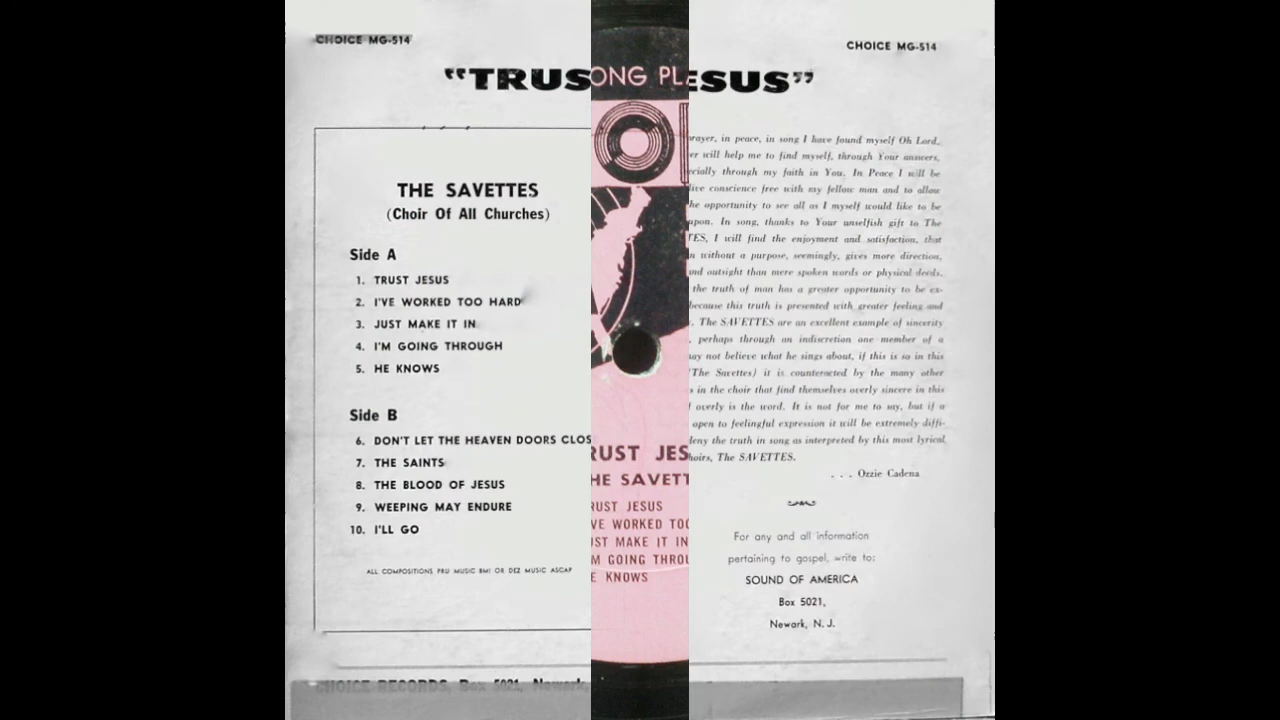 CHOICE MG-514
CHOICE MG-514
"TRUS
ESUS"
THE SAVETTES
(Choir Of All Churches)
Side A
1. TRUST JESUS
2. I'VE WORKED TOO HARD
3. JUST MAKE IT IN
4. I'M GOING THROUGH
5. HE KNOWS
Side B
6. DON'T LET THE HEAVEN DOORS CLOS
7. THE SAINTS
8. THE BLOOD OF JESUS
9. WEEPING MAY ENDURE
10. I'LL GO
ALL COMPOSITIONS PRU MUSIC BMI OR DEZ MUSIC ASCAP
CHOICE RECORDS, Box 5021, Newark,
ONG PL
RUST JES
HE SAVETT
RUST JESUS
VE WORKED TOO
UST MAKE IT IN
M GOING THROU
E KNOWS
rayer, in peace, in song I have found myself Oh Lord,
er will help me to find myself, through Your answers,
ecially through my faith in You. In Peace I will be
live conscience free with my fellow man and to allow
he opportunity to see all as I myself would like to be
upon. In song, thanks to Your unselfish gift to The
TES, I will find the enjoyment and satisfaction, that
n without a purpose, seemingly, gives more direction,
and outsight than mere spoken words or physical deeds.
the truth of man has a greater opportunity to be ex-
because this truth is presented with greater feeling and
. The SAVETTES are an excellent example of sincerity
, perhaps through an indiscretion one member of a
ay not believe what he sings about, if this is so in this
The Savettes) it is counteracted by the many other
s in the choir that find themselves overly sincere in this
overly is the word. It is not for me to say, but if a
open to feelingful expression it will be extremely diffi-
deny the truth in song as interpreted by this most lyrical
hoirs, The SAVETTES.
. . . Ozzie Cadena
For any and all information
pertaining to gospel, write to:
SOUND OF AMERICA
Box 5021,
Newark, N. J.